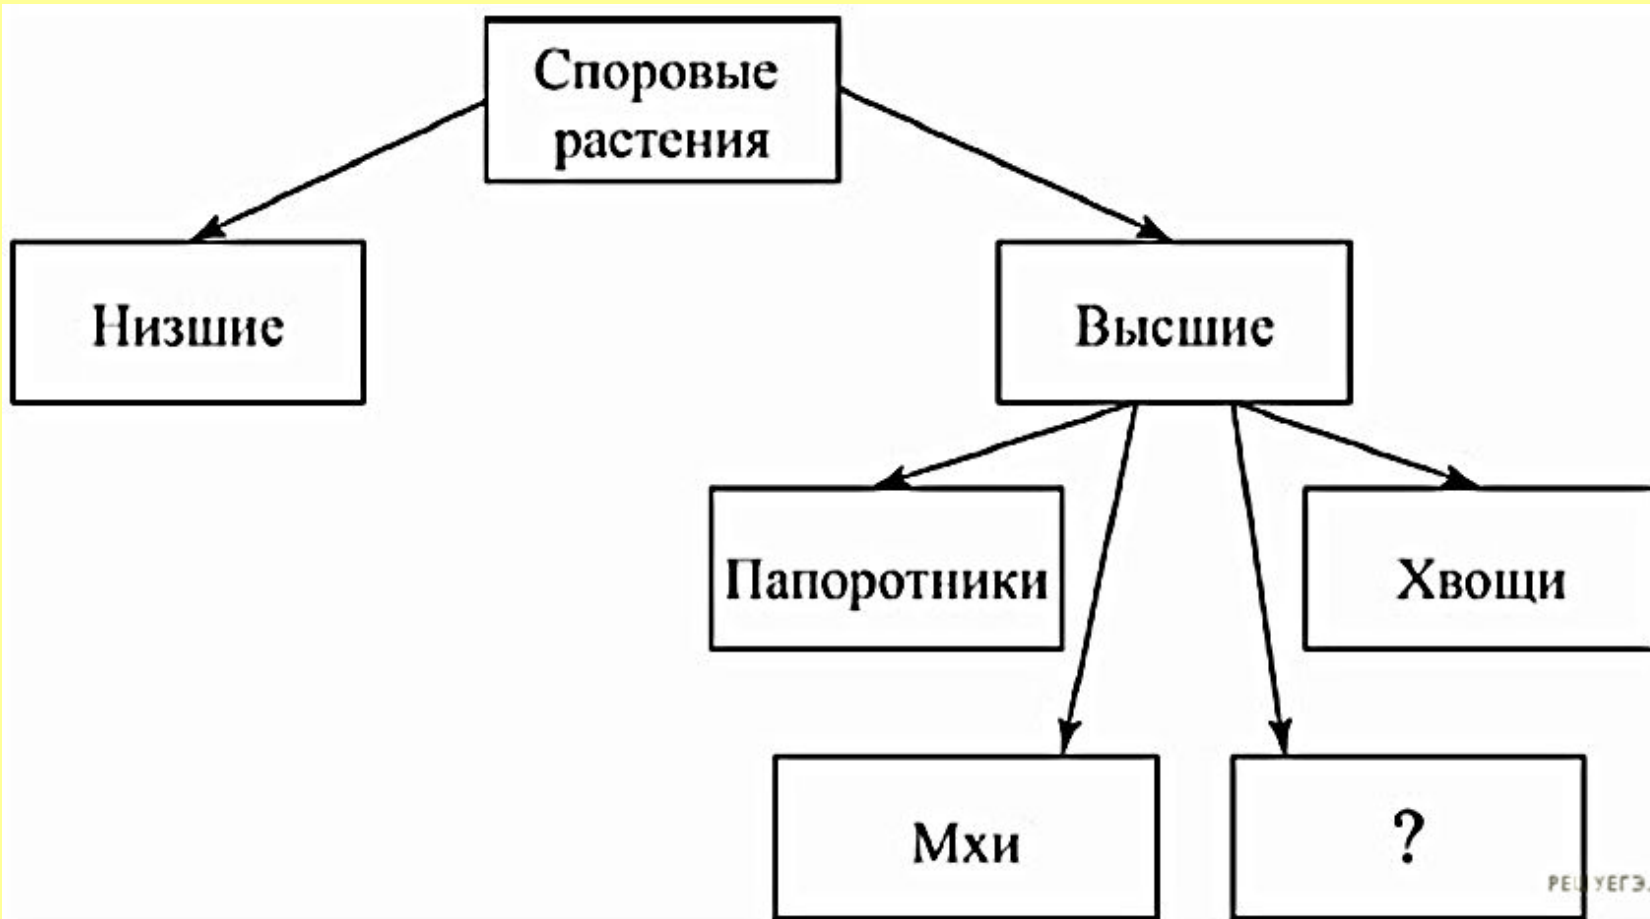 Споровые
растения
Низшие
Высшие
Папоротники
Хвощи
Мхи
?